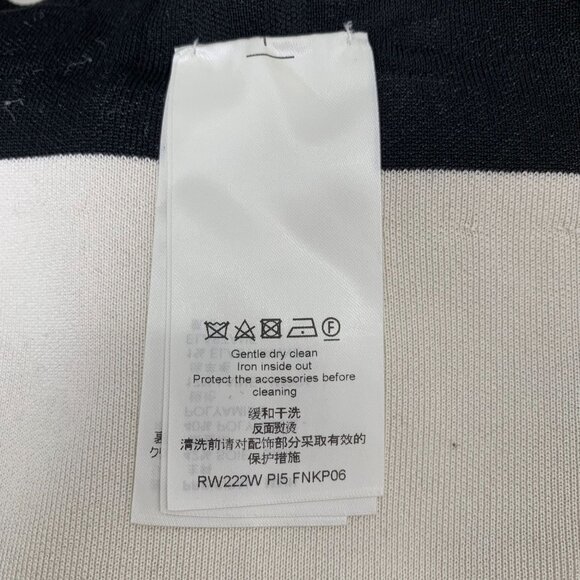 F
Gentle dry clean
Iron inside out
Protect the accessories before
cleaning
缓和干洗
反面熨烫
清洗前请对配饰部分采取有效的
保护措施
RW222W PI5 FNKP06